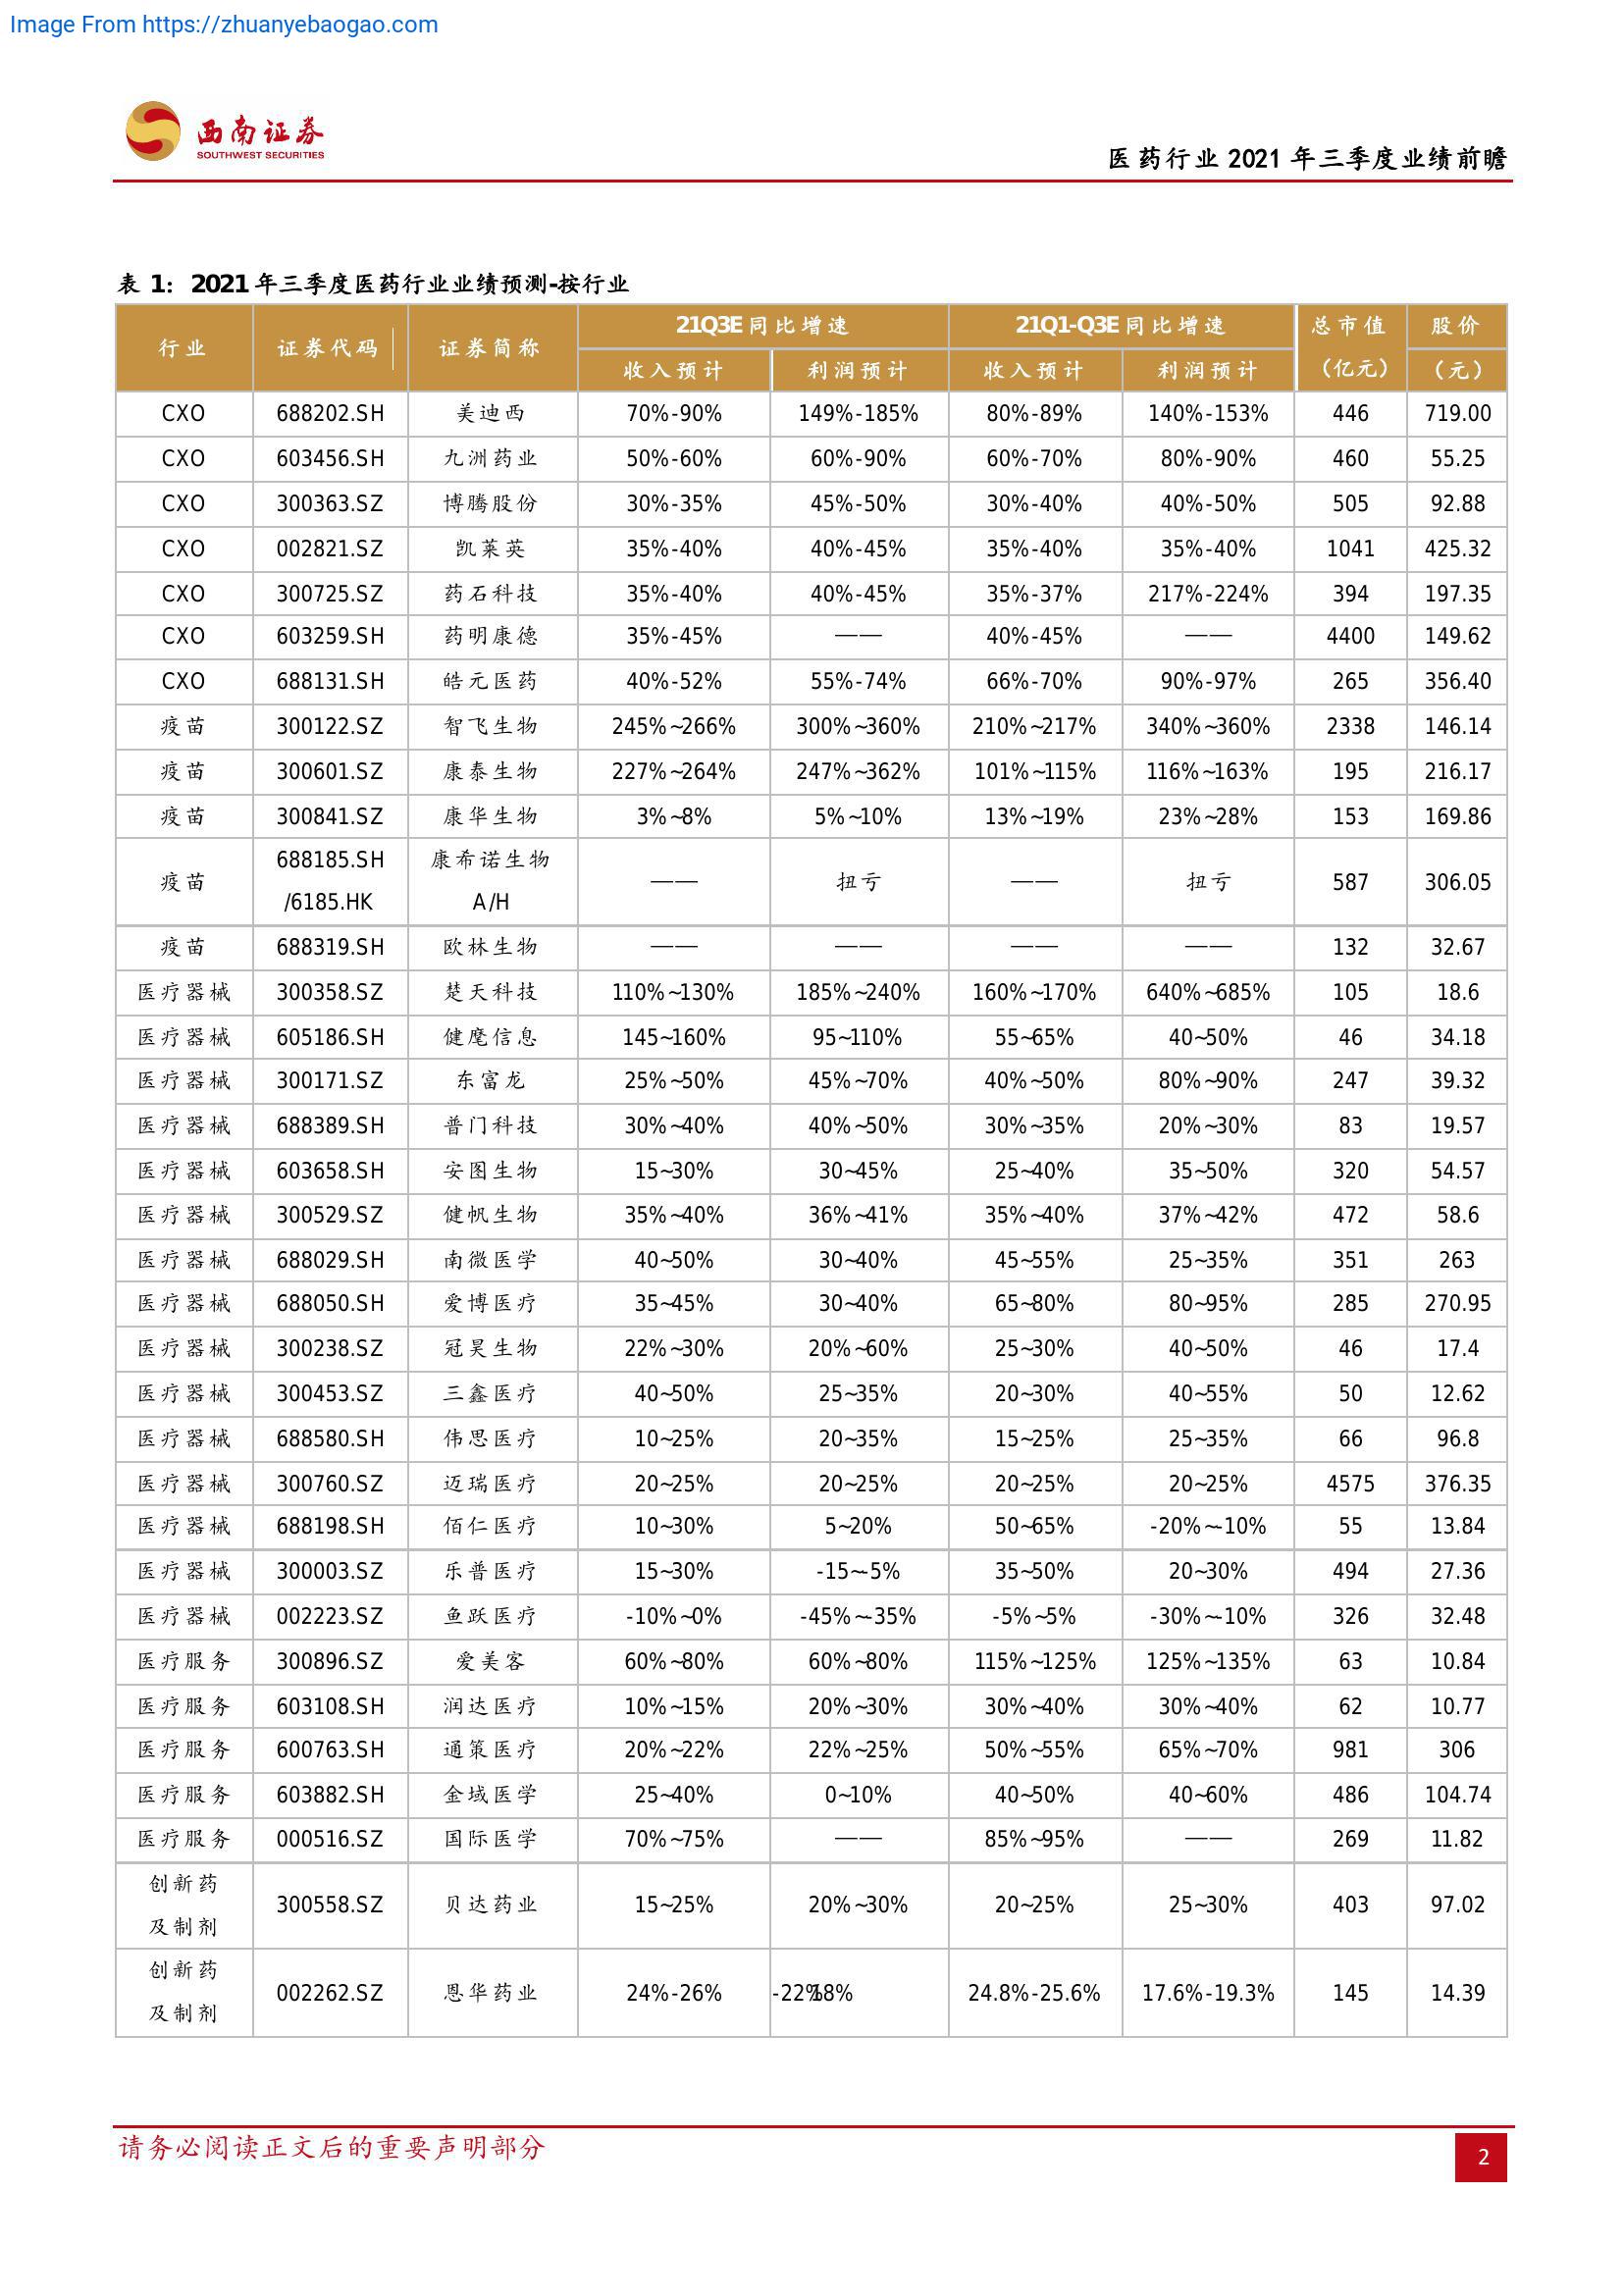 Image From https://zhuanyebaogao.com
西南证券
SOUTHWEST SECURITIES
医药行业 2021 年三季度业绩前瞻
表 1：2021 年三季度医药行业业绩预测-按行业
行业 证券代码 证券简称 21Q3E 同比增速 21Q1-Q3E 同比增速 总市值（亿元） 股价（元）
收入预计 利润预计 收入预计 利润预计
CXO 688202.SH 美迪西 70%-90% 149%-185% 80%-89% 140%-153% 446 719.00
CXO 603456.SH 九洲药业 50%-60% 60%-90% 60%-70% 80%-90% 460 55.25
CXO 300363.SZ 博腾股份 30%-35% 45%-50% 30%-40% 40%-50% 505 92.88
CXO 002821.SZ 凯莱英 35%-40% 40%-45% 35%-40% 35%-40% 1041 425.32
CXO 300725.SZ 药石科技 35%-40% 40%-45% 35%-37% 217%-224% 394 197.35
CXO 603259.SH 药明康德 35%-45% —— 40%-45% —— 4400 149.62
CXO 688131.SH 皓元医药 40%-52% 55%-74% 66%-70% 90%-97% 265 356.40
疫苗 300122.SZ 智飞生物 245%~266% 300%~360% 210%~217% 340%~360% 2338 146.14
疫苗 300601.SZ 康泰生物 227%~264% 247%~362% 101%~115% 116%~163% 195 216.17
疫苗 300841.SZ 康华生物 3%~8% 5%~10% 13%~19% 23%~28% 153 169.86
疫苗 688185.SH/6185.HK 康希诺生物 A/H —— 扭亏 —— 扭亏 587 306.05
疫苗 688319.SH 欧林生物 —— —— —— —— 132 32.67
医疗器械 300358.SZ 楚天科技 110%~130% 185%~240% 160%~170% 640%~685% 105 18.6
医疗器械 605186.SH 健麾信息 145~160% 95~110% 55~65% 40~50% 46 34.18
医疗器械 300171.SZ 东富龙 25%~50% 45%~70% 40%~50% 80%~90% 247 39.32
医疗器械 688389.SH 普门科技 30%~40% 40%~50% 30%~35% 20%~30% 83 19.57
医疗器械 603658.SH 安图生物 15~30% 30~45% 25~40% 35~50% 320 54.57
医疗器械 300529.SZ 健帆生物 35%~40% 36%~41% 35%~40% 37%~42% 472 58.6
医疗器械 688029.SH 南微医学 40~50% 30~40% 45~55% 25~35% 351 263
医疗器械 688050.SH 爱博医疗 35~45% 30~40% 65~80% 80~95% 285 270.95
医疗器械 300238.SZ 冠昊生物 22%~30% 20%~60% 25~30% 40~50% 46 17.4
医疗器械 300453.SZ 三鑫医疗 40~50% 25~35% 20~30% 40~55% 50 12.62
医疗器械 688580.SH 伟思医疗 10~25% 20~35% 15~25% 25~35% 66 96.8
医疗器械 300760.SZ 迈瑞医疗 20~25% 20~25% 20~25% 20~25% 4575 376.35
医疗器械 688198.SH 佰仁医疗 10~30% 5~20% 50~65% -20%~-10% 55 13.84
医疗器械 300003.SZ 乐普医疗 15~30% -15~-5% 35~50% 20~30% 494 27.36
医疗器械 002223.SZ 鱼跃医疗 -10%~0% -45%~-35% -5%~5% -30%~-10% 326 32.48
医疗服务 300896.SZ 爱美客 60%~80% 60%~80% 115%~125% 125%~135% 63 10.84
医疗服务 603108.SH 润达医疗 10%~15% 20%~30% 30%~40% 30%~40% 62 10.77
医疗服务 600763.SH 通策医疗 20%~22% 22%~25% 50%~55% 65%~70% 981 306
医疗服务 603882.SH 金域医学 25~40% 0~10% 40~50% 40~60% 486 104.74
医疗服务 000516.SZ 国际医学 70%~75% —— 85%~95% —— 269 11.82
创新药及制剂 300558.SZ 贝达药业 15~25% 20%~30% 20~25% 25~30% 403 97.02
创新药及制剂 002262.SZ 恩华药业 24%-26% 24.8%-25.6% 17.6%-19.3% 145 14.39
请务必阅读正文后的重要声明部分
2